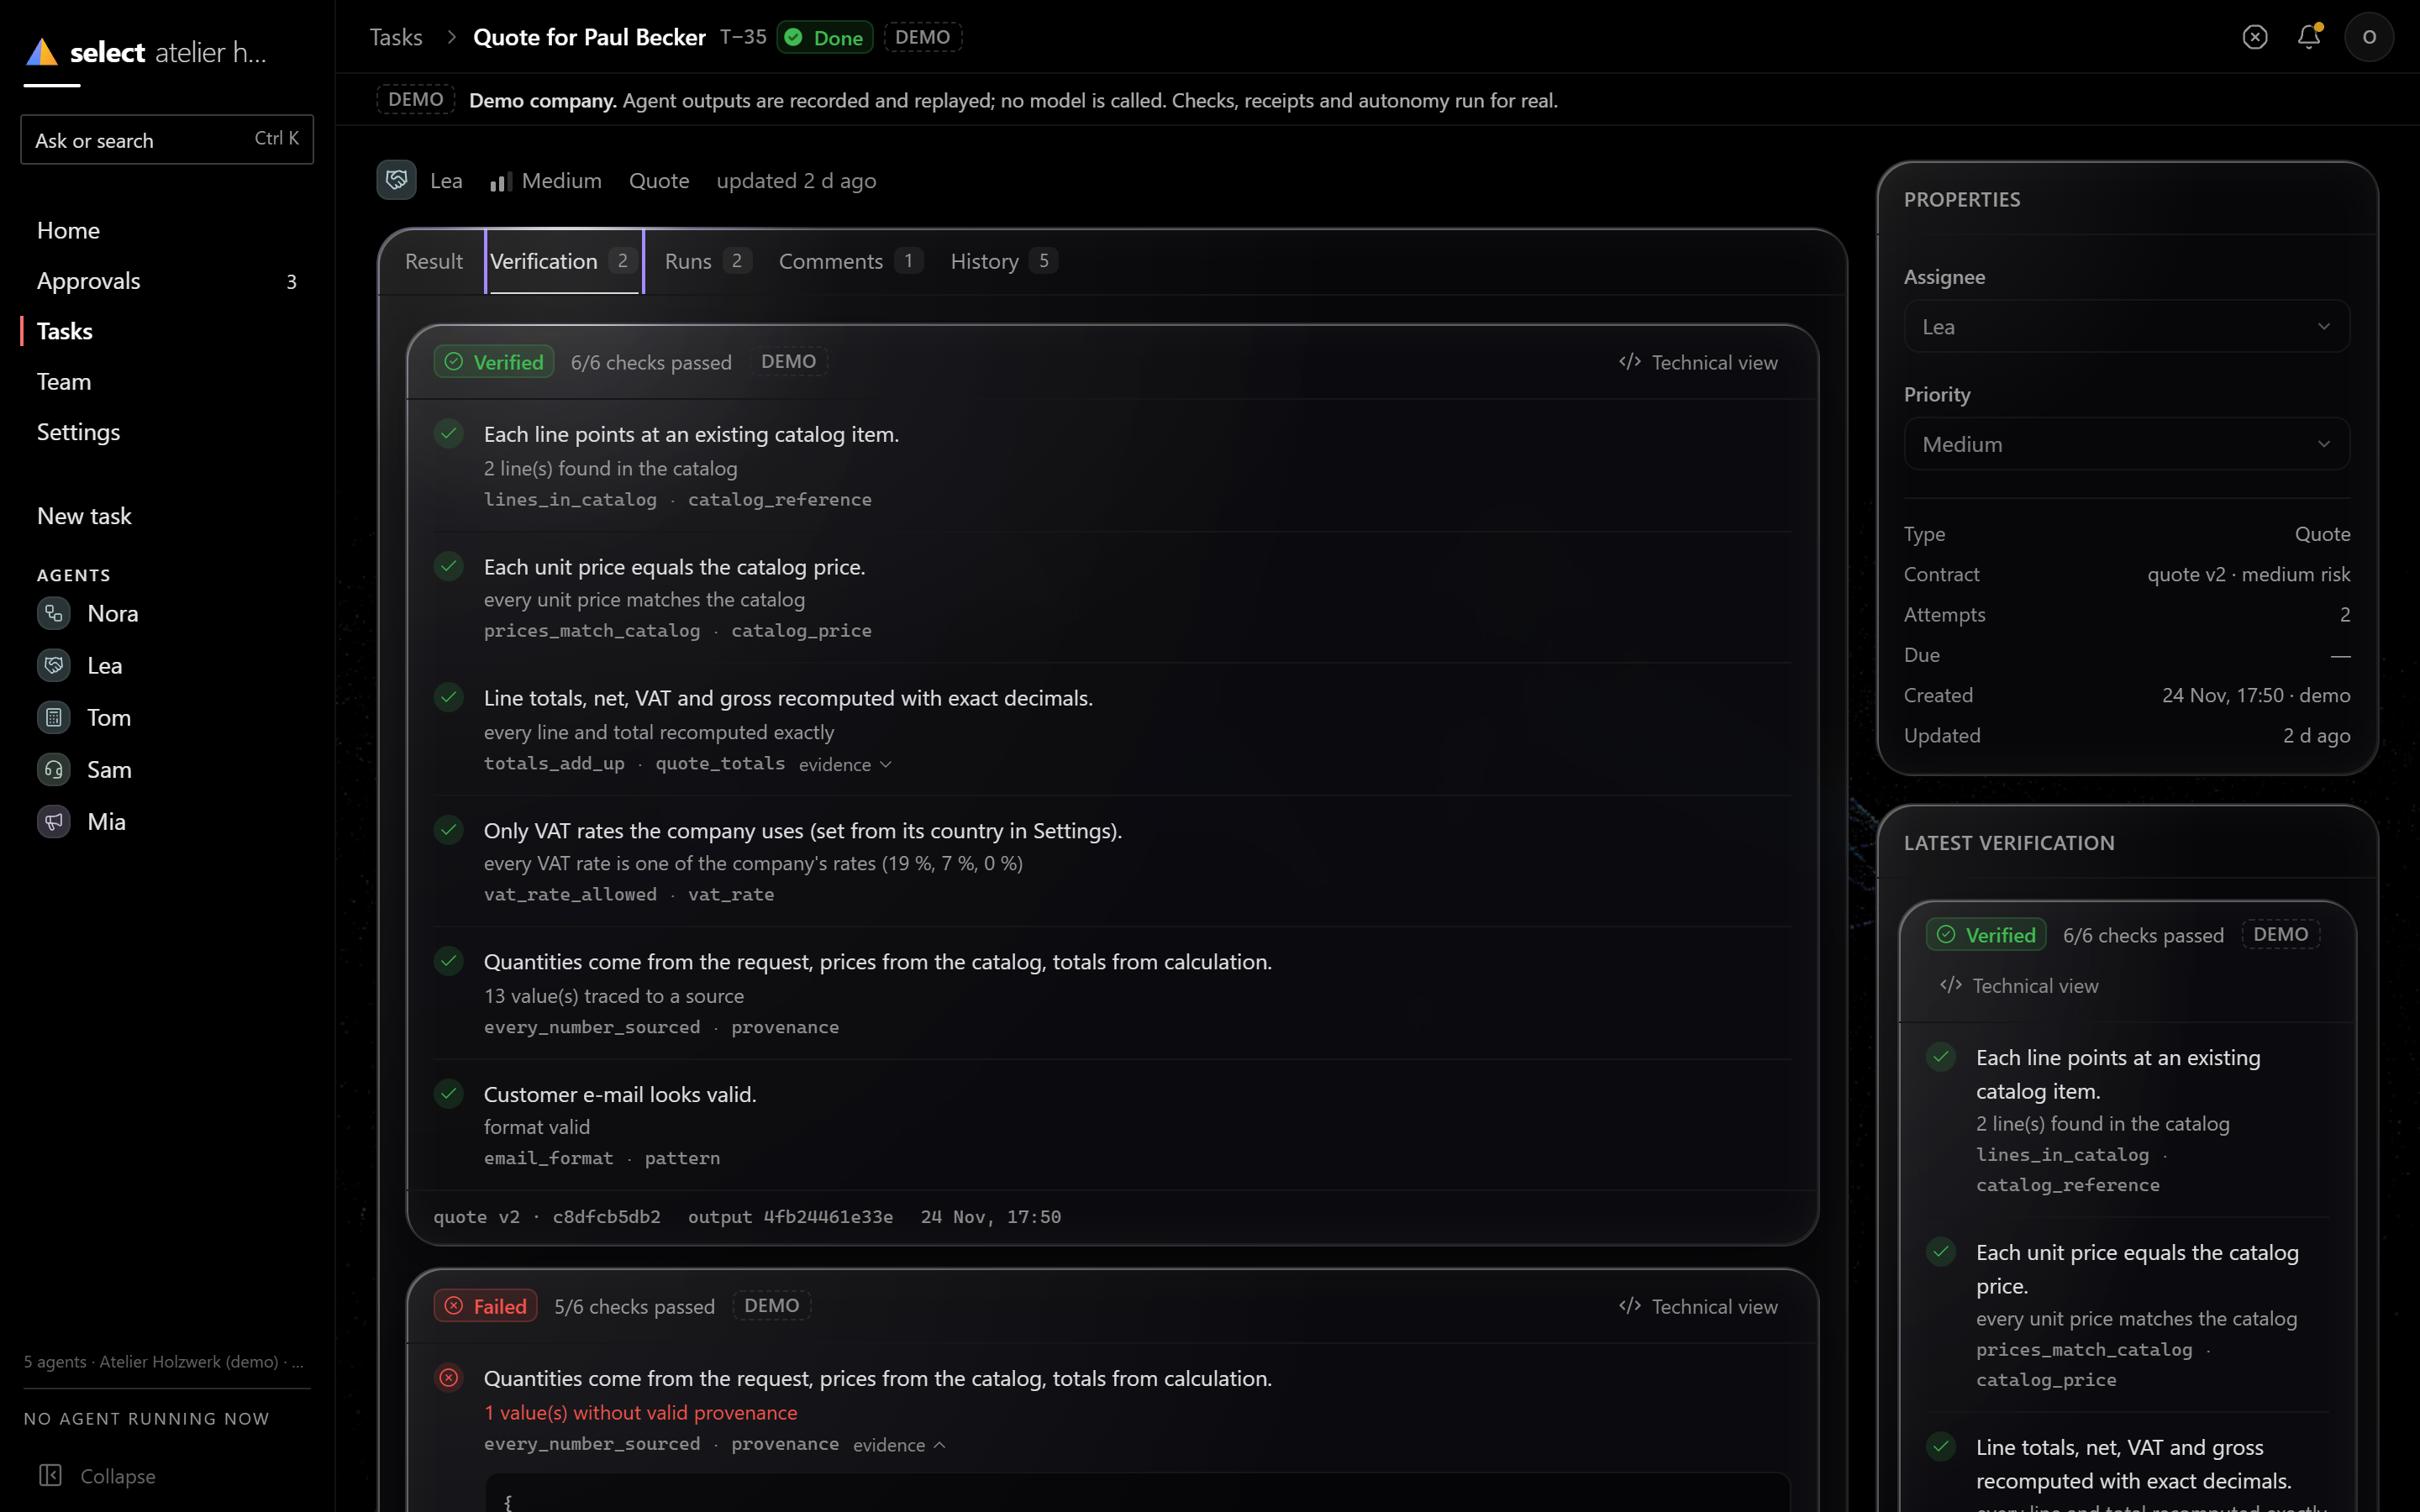 select atelier h...
Ask or search Ctrl K
Home
Approvals 3
Tasks
Team
Settings
New task
AGENTS
Nora
Lea
Tom
Sam
Mia
5 agents · Atelier Holzwerk (demo) · ...
NO AGENT RUNNING NOW
Collapse
Tasks > Quote for Paul Becker T-35 Done DEMO
O
DEMO Demo company. Agent outputs are recorded and replayed; no model is called. Checks, receipts and autonomy run for real.
Lea Medium Quote updated 2 d ago
Result Verification 2 Runs 2 Comments 1 History 5
Verified 6/6 checks passed DEMO </> Technical view
Each line points at an existing catalog item.
2 line(s) found in the catalog
lines_in_catalog · catalog_reference
Each unit price equals the catalog price.
every unit price matches the catalog
prices_match_catalog · catalog_price
Line totals, net, VAT and gross recomputed with exact decimals.
every line and total recomputed exactly
totals_add_up · quote_totals evidence
Only VAT rates the company uses (set from its country in Settings).
every VAT rate is one of the company's rates (19 %, 7 %, 0 %)
vat_rate_allowed · vat_rate
Quantities come from the request, prices from the catalog, totals from calculation.
13 value(s) traced to a source
every_number_sourced · provenance
Customer e-mail looks valid.
format valid
email_format · pattern
quote v2 · c8dfcb5db2 output 4fb24461e33e 24 Nov, 17:50
Failed 5/6 checks passed DEMO </> Technical view
Quantities come from the request, prices from the catalog, totals from calculation.
1 value(s) without valid provenance
every_number_sourced · provenance evidence
{
PROPERTIES
Assignee
Lea
Priority
Medium
Type Quote
Contract quote v2 · medium risk
Attempts 2
Due —
Created 24 Nov, 17:50 · demo
Updated 2 d ago
LATEST VERIFICATION
Verified 6/6 checks passed DEMO
</> Technical view
Each line points at an existing
catalog item.
2 line(s) found in the catalog
lines_in_catalog ·
catalog_reference
Each unit price equals the catalog
price.
every unit price matches the catalog
prices_match_catalog ·
catalog_price
Line totals, net, VAT and gross
recomputed with exact decimals.
every line and total recomputed exactly